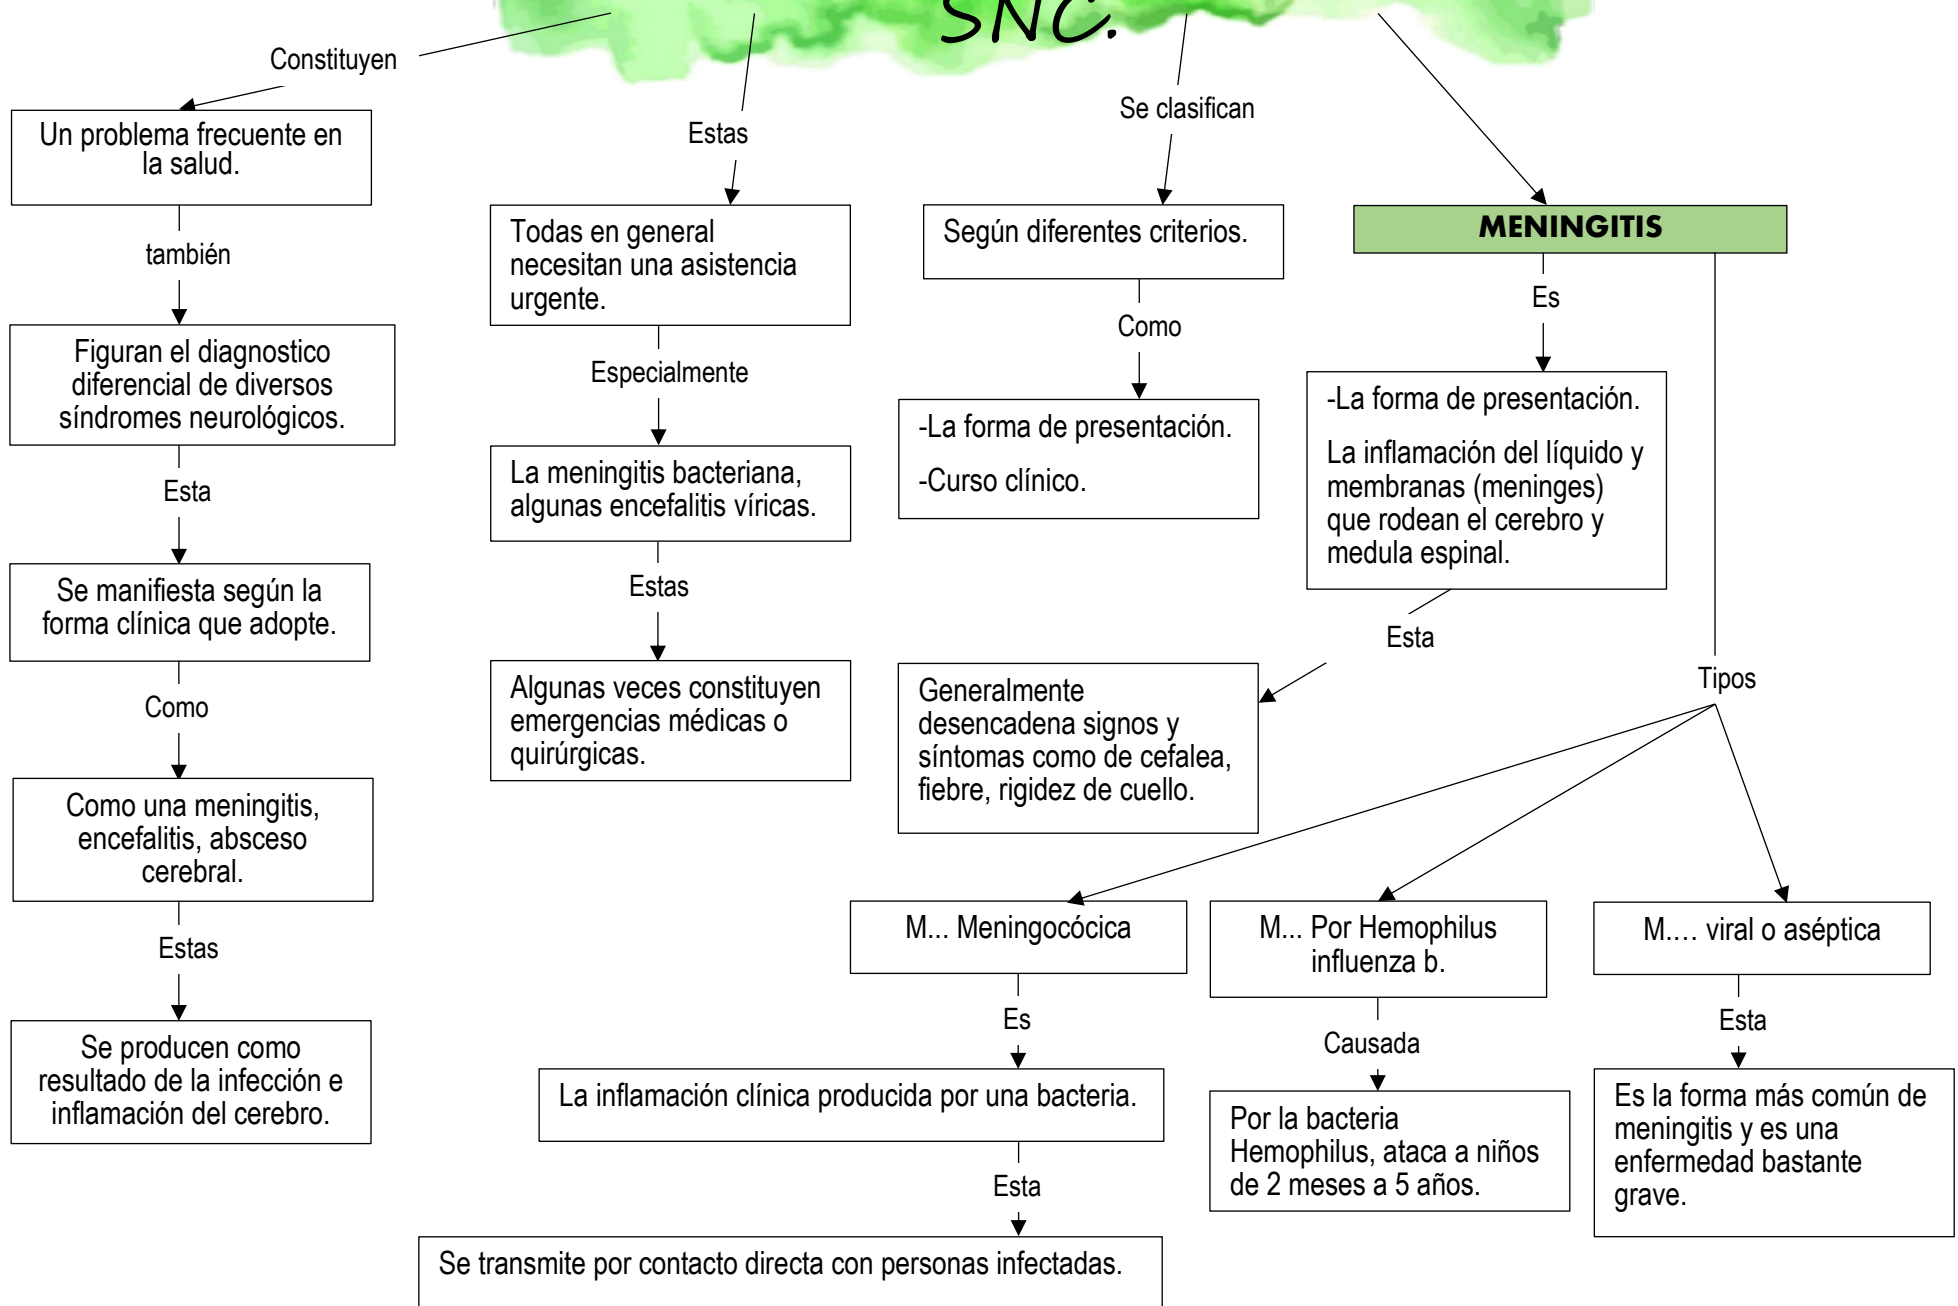 SNC.
Constituyen
Un problema frecuente en
la salud.
también
Figuran el diagnostico
diferencial de diversos
síndromes neurológicos.
Esta
Se manifiesta según la
forma clínica que adopte.
Como
Como una meningitis,
encefalitis, absceso
cerebral.
Estas
Se producen como
resultado de la infección e
inflamación del cerebro.
Estas
Todas en general
necesitan una asistencia
urgente.
Especialmente
La meningitis bacteriana,
algunas encefalitis víricas.
Estas
Algunas veces constituyen
emergencias médicas o
quirúrgicas.
Se clasifican
Según diferentes criterios.
Como
-La forma de presentación.
-Curso clínico.
MENINGITIS
Es
-La forma de presentación.
La inflamación del líquido y
membranas (meninges)
que rodean el cerebro y
medula espinal.
Esta
Generalmente
desencadena signos y
síntomas como de cefalea,
fiebre, rigidez de cuello.
Tipos
M... Meningocócica
Es
La inflamación clínica producida por una bacteria.
Esta
Se transmite por contacto directa con personas infectadas.
M... Por Hemophilus
influenza b.
Causada
Por la bacteria
Hemophilus, ataca a niños
de 2 meses a 5 años.
M.… viral o aséptica
Esta
Es la forma más común de
meningitis y es una
enfermedad bastante
grave.